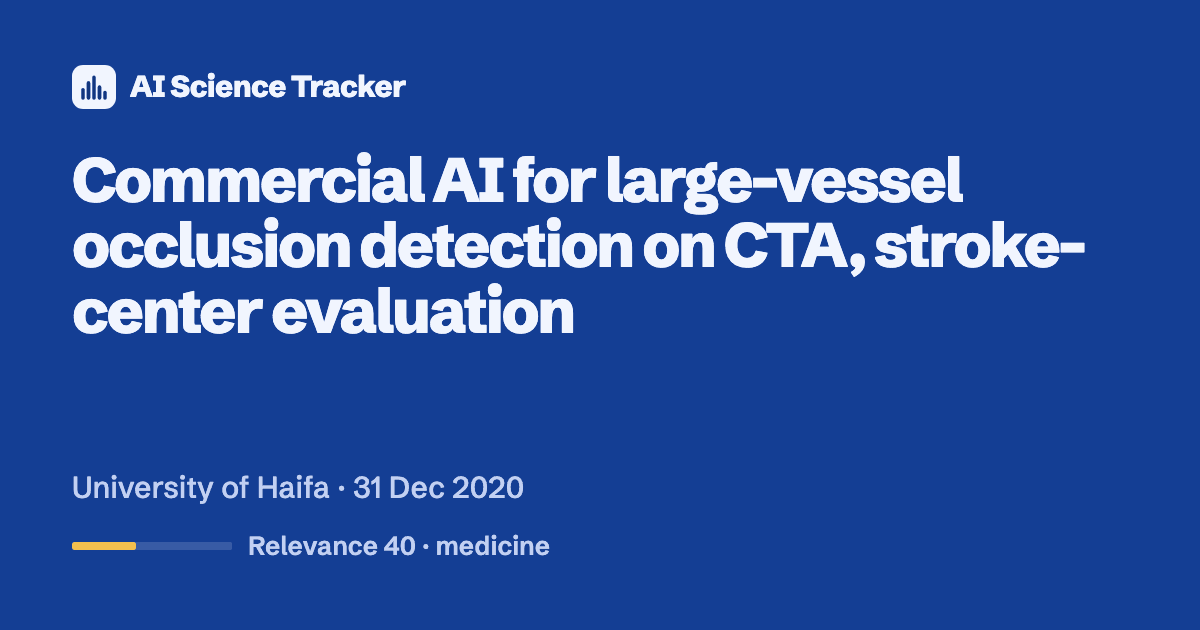 AI Science Tracker
Commercial AI for large-vessel
occlusion detection on CTA, stroke-
center evaluation
University of Haifa · 31 Dec 2020
Relevance 40 · medicine